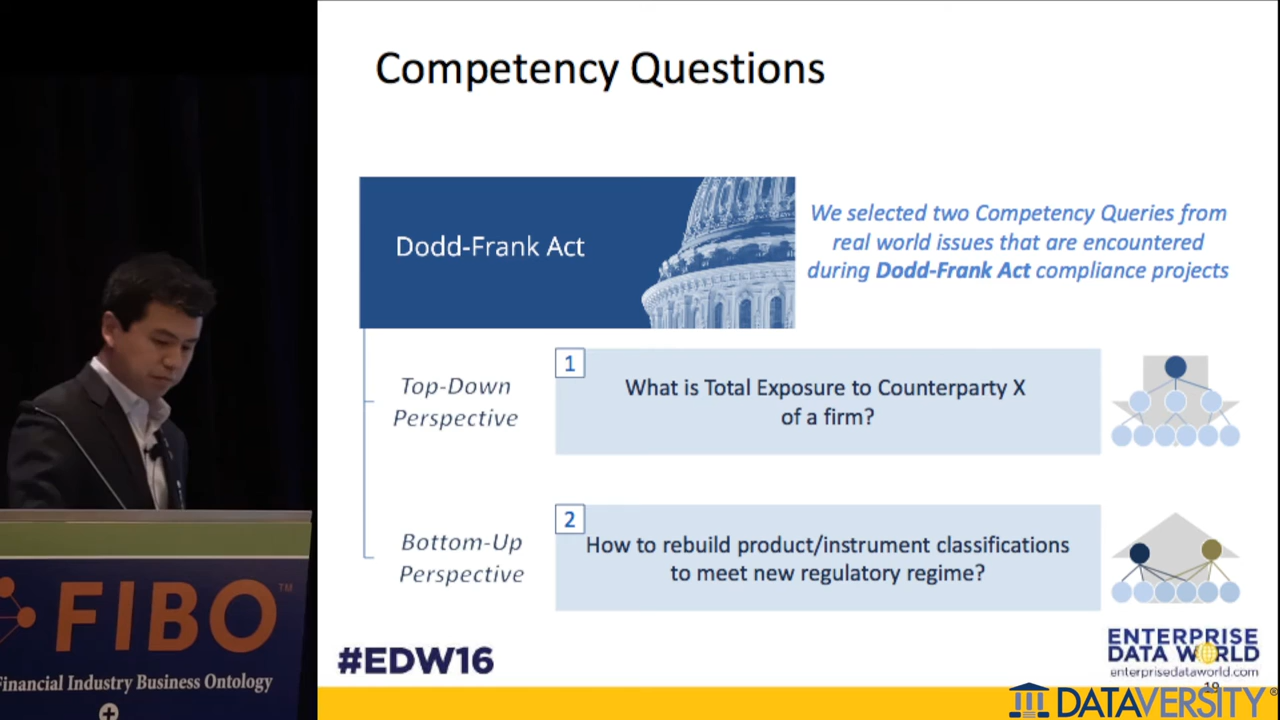 Competency Questions
Dodd-Frank Act
We selected two Competency Queries from
real world issues that are encountered
during Dodd-Frank Act compliance projects
Top-Down
Perspective
1
What is Total Exposure to Counterparty X
of a firm?
Bottom-Up
Perspective
2
How to rebuild product/instrument classifications
to meet new regulatory regime?
FIBO™
Financial Industry Business Ontology
#EDW16
ENTERPRISE
DATA WORLD
enterprisedataworld.com
19
DATAVERSITY®